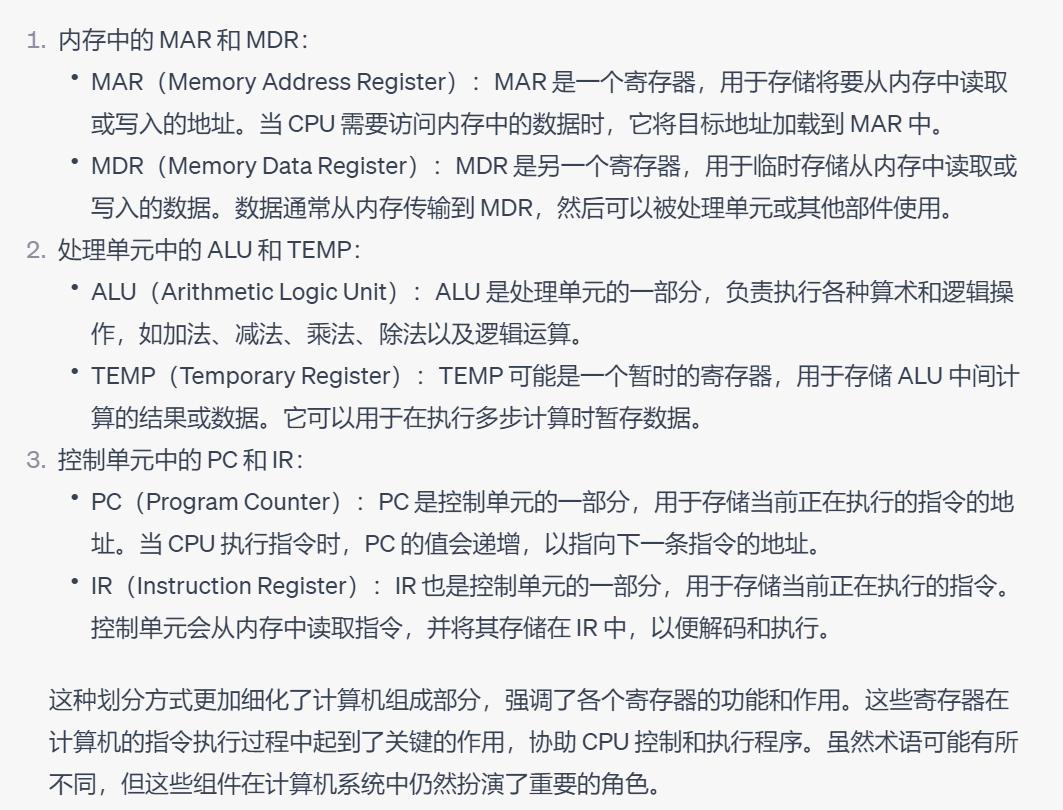 1. 内存中的 MAR 和 MDR：
• MAR（Memory Address Register）：MAR 是一个寄存器，用于存储将要从内存中读取
或写入的地址。当 CPU 需要访问内存中的数据时，它将目标地址加载到 MAR 中。
• MDR（Memory Data Register）：MDR 是另一个寄存器，用于临时存储从内存中读取或
写入的数据。数据通常从内存传输到 MDR，然后可以被处理单元或其他部件使用。
2. 处理单元中的 ALU 和 TEMP：
• ALU（Arithmetic Logic Unit）：ALU 是处理单元的一部分，负责执行各种算术和逻辑操
作，如加法、减法、乘法、除法以及逻辑运算。
• TEMP（Temporary Register）：TEMP 可能是一个暂时的寄存器，用于存储 ALU 中间计
算的结果或数据。它可以用于在执行多步计算时暂存数据。
3. 控制单元中的 PC 和 IR：
• PC（Program Counter）：PC 是控制单元的一部分，用于存储当前正在执行的指令的地
址。当 CPU 执行指令时，PC 的值会递增，以指向下一条指令的地址。
• IR（Instruction Register）：IR 也是控制单元的一部分，用于存储当前正在执行的指令。
控制单元会从内存中读取指令，并将其存储在 IR 中，以便解码和执行。
这种划分方式更加细化了计算机组成部分，强调了各个寄存器的功能和作用。这些寄存器在
计算机的指令执行过程中起到了关键的作用，协助 CPU 控制和执行程序。虽然术语可能有所
不同，但这些组件在计算机系统中仍然扮演了重要的角色。